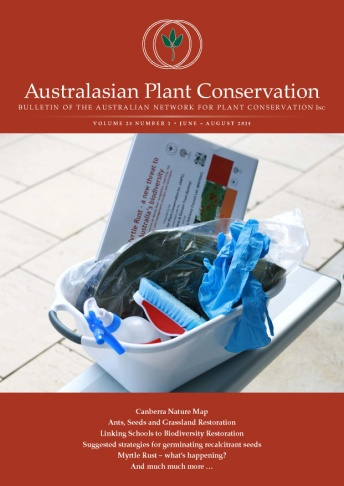 Australasian Plant Conservation
BULLETIN OF THE AUSTRALIAN NETWORK FOR PLANT CONSERVATION Inc
VOLUME 23 NUMBER 1 • JUNE – AUGUST 2014
Myrtle Rust - a new threat to
Australia's biodiversity
Canberra Nature Map
Ants, Seeds and Grassland Restoration
Linking Schools to Biodiversity Restoration
Suggested strategies for germinating recalcitrant seeds
Myrtle Rust – what's happening?
And much much more …